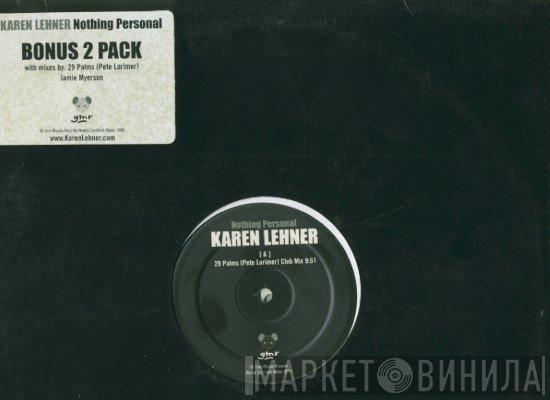 KAREN LEHNER Nothing Personal
BONUS 2 PACK
with mixes by: 29 Palms (Pete Lorimer)
Jamie Myerson
gmr
www.KarenLehner.com
Nothing Personal
KAREN LEHNER
[ A ]
29 Palms (Pete Lorimer) Club Mix 9:51
gmr
МАРКЕТ ВИНИЛА